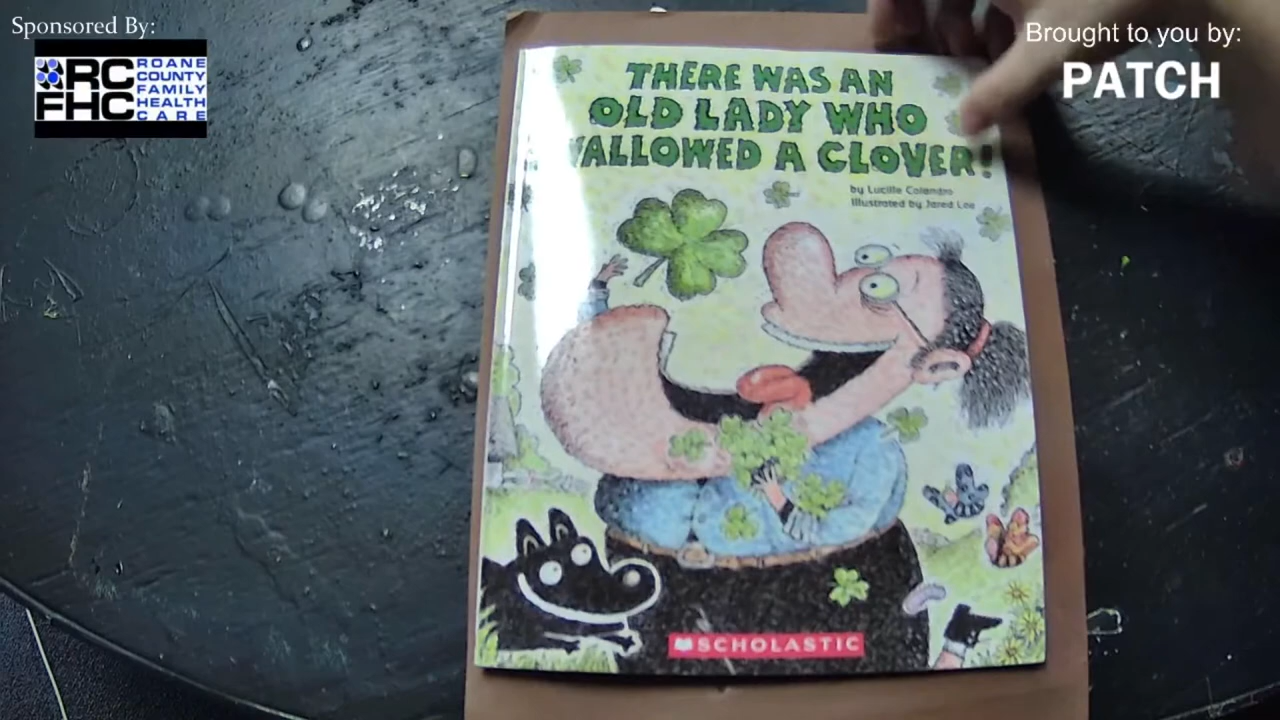 Sponsored By:
RC
FHC
ROANE
COUNTY
FAMILY
HEALTH
CARE
Brought to you by:
PATCH
THERE WAS AN
OLD LADY WHO
WALLOWED A CLOVER!
by Lucille Colandro
Illustrated by Jared Lee
SCHOLASTIC